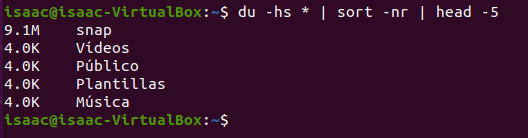 isaac@isaac-VirtualBox:~$ du -hs * | sort -nr | head -5
9.1M    snap
4.0K    Vídeos
4.0K    Público
4.0K    Plantillas
4.0K    Música
isaac@isaac-VirtualBox:~$